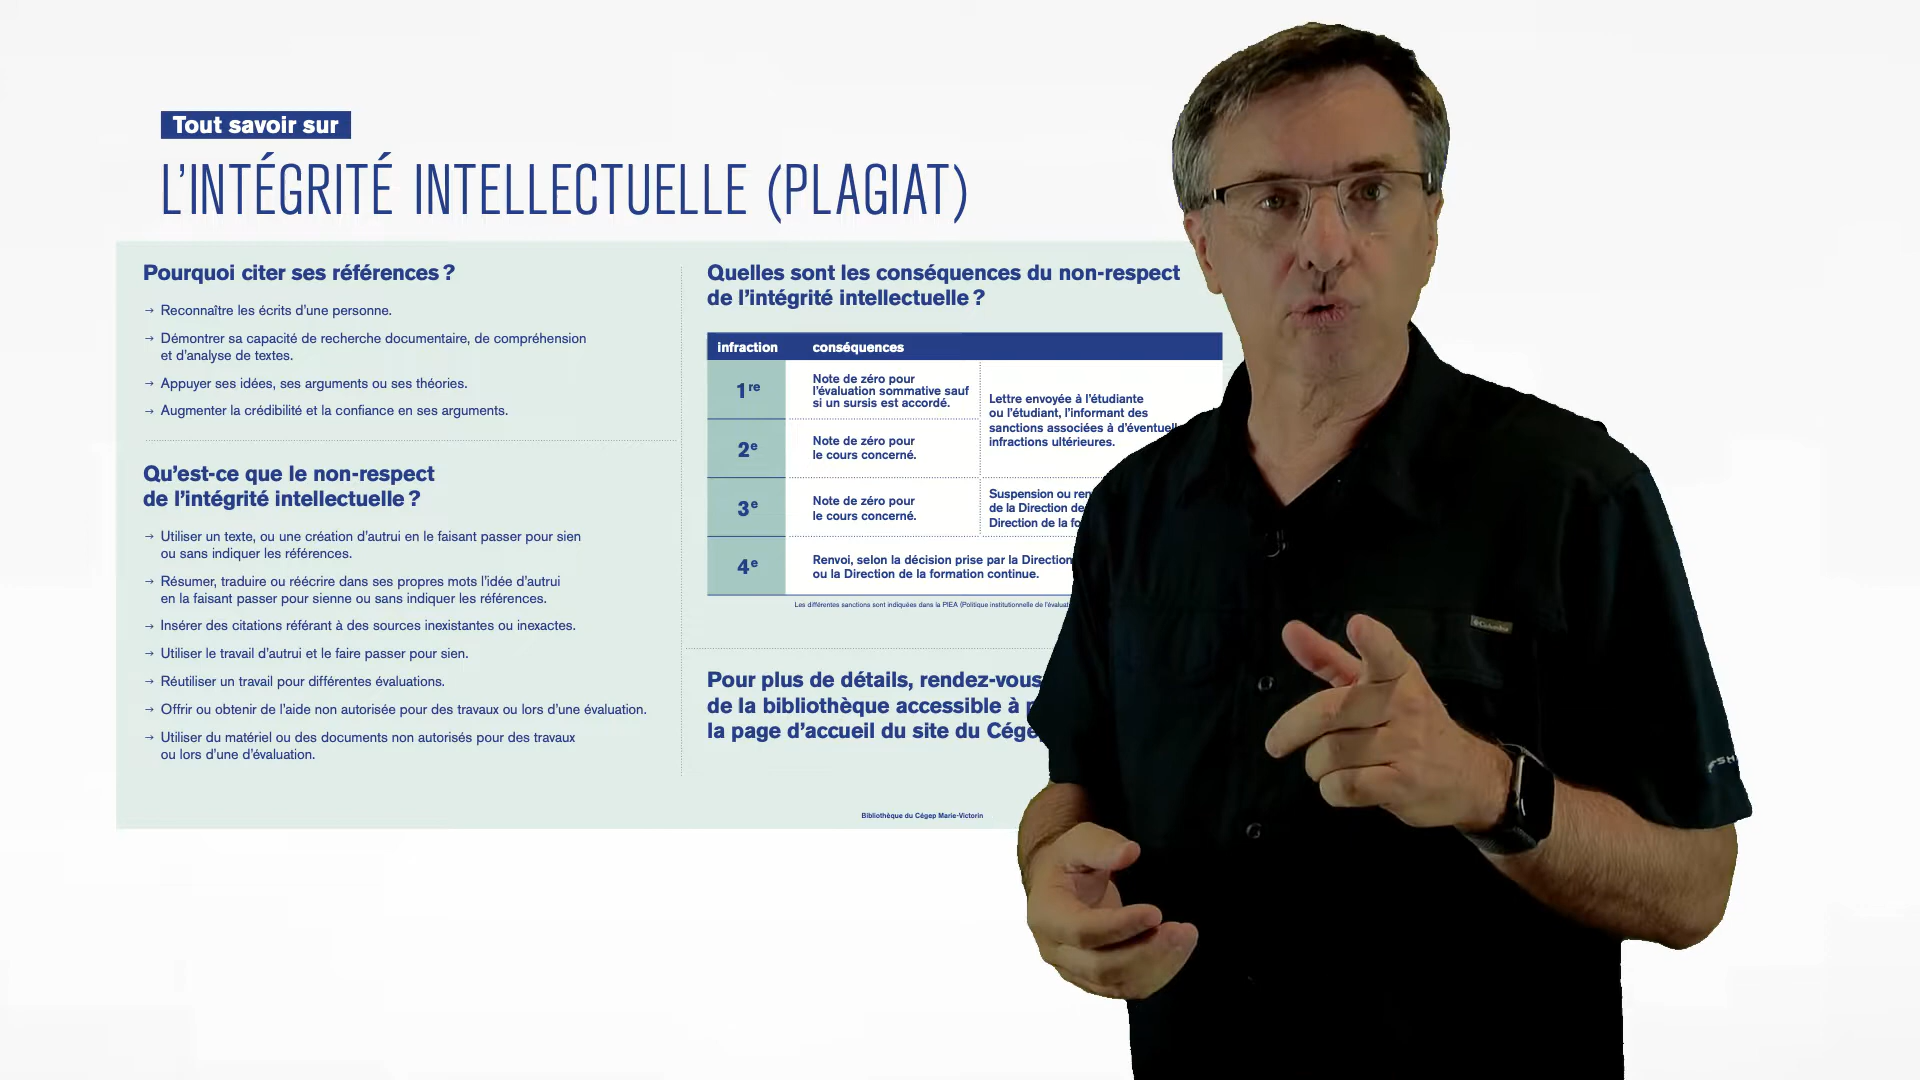 Tout savoir sur
L'INTÉGRITÉ INTELLECTUELLE (PLAGIAT)
Pourquoi citer ses références ?
→ Reconnaître les écrits d'une personne.
→ Démontrer sa capacité de recherche documentaire, de compréhension
et d'analyse de textes.
→ Appuyer ses idées, ses arguments ou ses théories.
→ Augmenter la crédibilité et la confiance en ses arguments.
Qu'est-ce que le non-respect
de l'intégrité intellectuelle ?
→ Utiliser un texte, ou une création d'autrui en le faisant passer pour sien
ou sans indiquer les références.
→ Résumer, traduire ou réécrire dans ses propres mots l'idée d'autrui
en la faisant passer pour sienne ou sans indiquer les références.
→ Insérer des citations référant à des sources inexistantes ou inexactes.
→ Utiliser le travail d'autrui et le faire passer pour sien.
→ Réutiliser un travail pour différentes évaluations.
→ Offrir ou obtenir de l'aide non autorisée pour des travaux ou lors d'une évaluation.
→ Utiliser du matériel ou des documents non autorisés pour des travaux
ou lors d'une d'évaluation.
Quelles sont les conséquences du non-respect
de l'intégrité intellectuelle ?
infraction conséquences
1re
Note de zéro pour
l'évaluation sommative sauf
si un sursis est accordé.
Lettre envoyée à l'étudiante
ou l'étudiant, l'informant des
sanctions associées à
infractions ultérieures.
2e
Note de zéro pour
le cours concerné.
3e
Note de zéro pour
le cours concerné.
Suspension ou
de la Direction
Direction de la
4e
Renvoi, selon la décision prise par la Direction
ou la Direction de la formation continue.
Les différentes sanctions sont indiquées dans la PIEA (Politique institutionnelle de
Pour plus de détails, rendez-vous
de la bibliothèque accessible à
la page d'accueil du site du
Bibliothèque du Cégep Marie-Victorin
Columbia